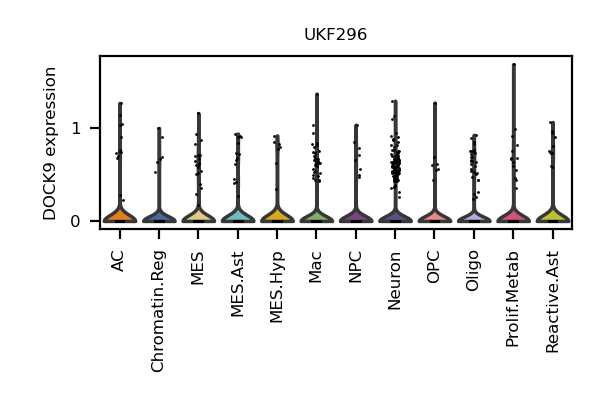 UKF296
DOCK9 expression
1
0
AC
Chromatin.Reg
MES
MES.Ast
MES.Hyp
Mac
NPC
Neuron
OPC
Oligo
Prolif.Metab
Reactive.Ast